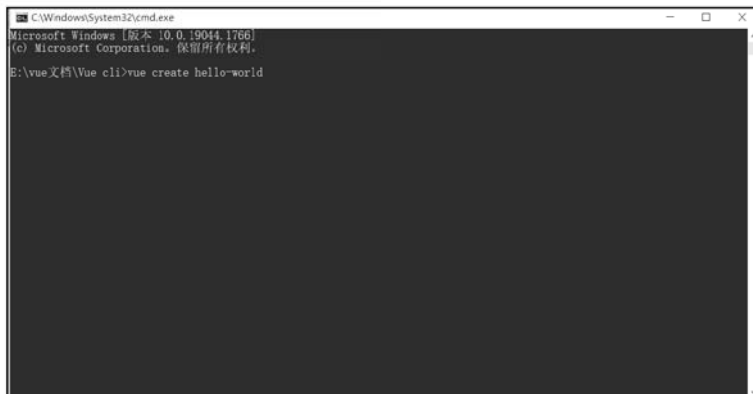 C:\Windows\System32\cmd.exe
Microsoft Windows [版本 10.0.19044.1766]
(c) Microsoft Corporation。保留所有权利。
E:\vue文档\Vue cli>vue create hello-world